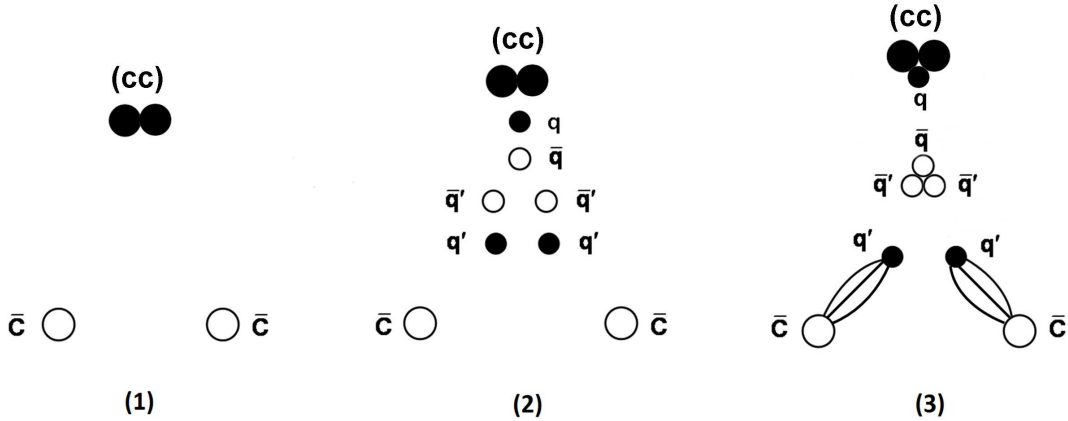 (cc)
c̄ c̄
(1)
(cc)
q
q̄
q̄′ q̄′
q′ q′
c̄ c̄
(2)
(cc)
q
q̄
q̄′ q̄′
q′ q′
c̄ c̄
(3)